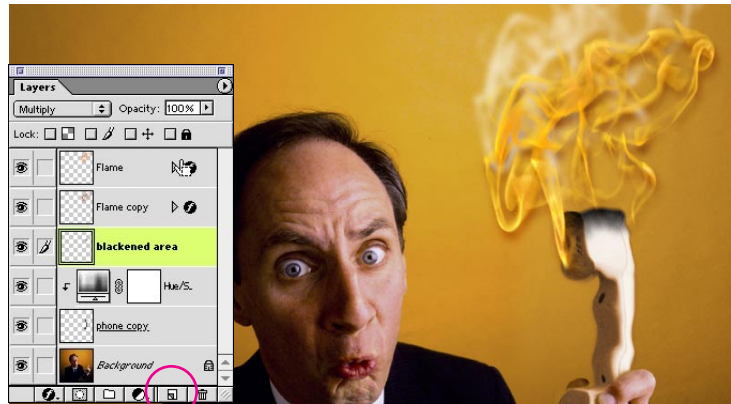 Layers
Multiply Opacity: 100%
Lock:
Flame
Flame copy
blackened area
Hue/S..
phone copy
Background